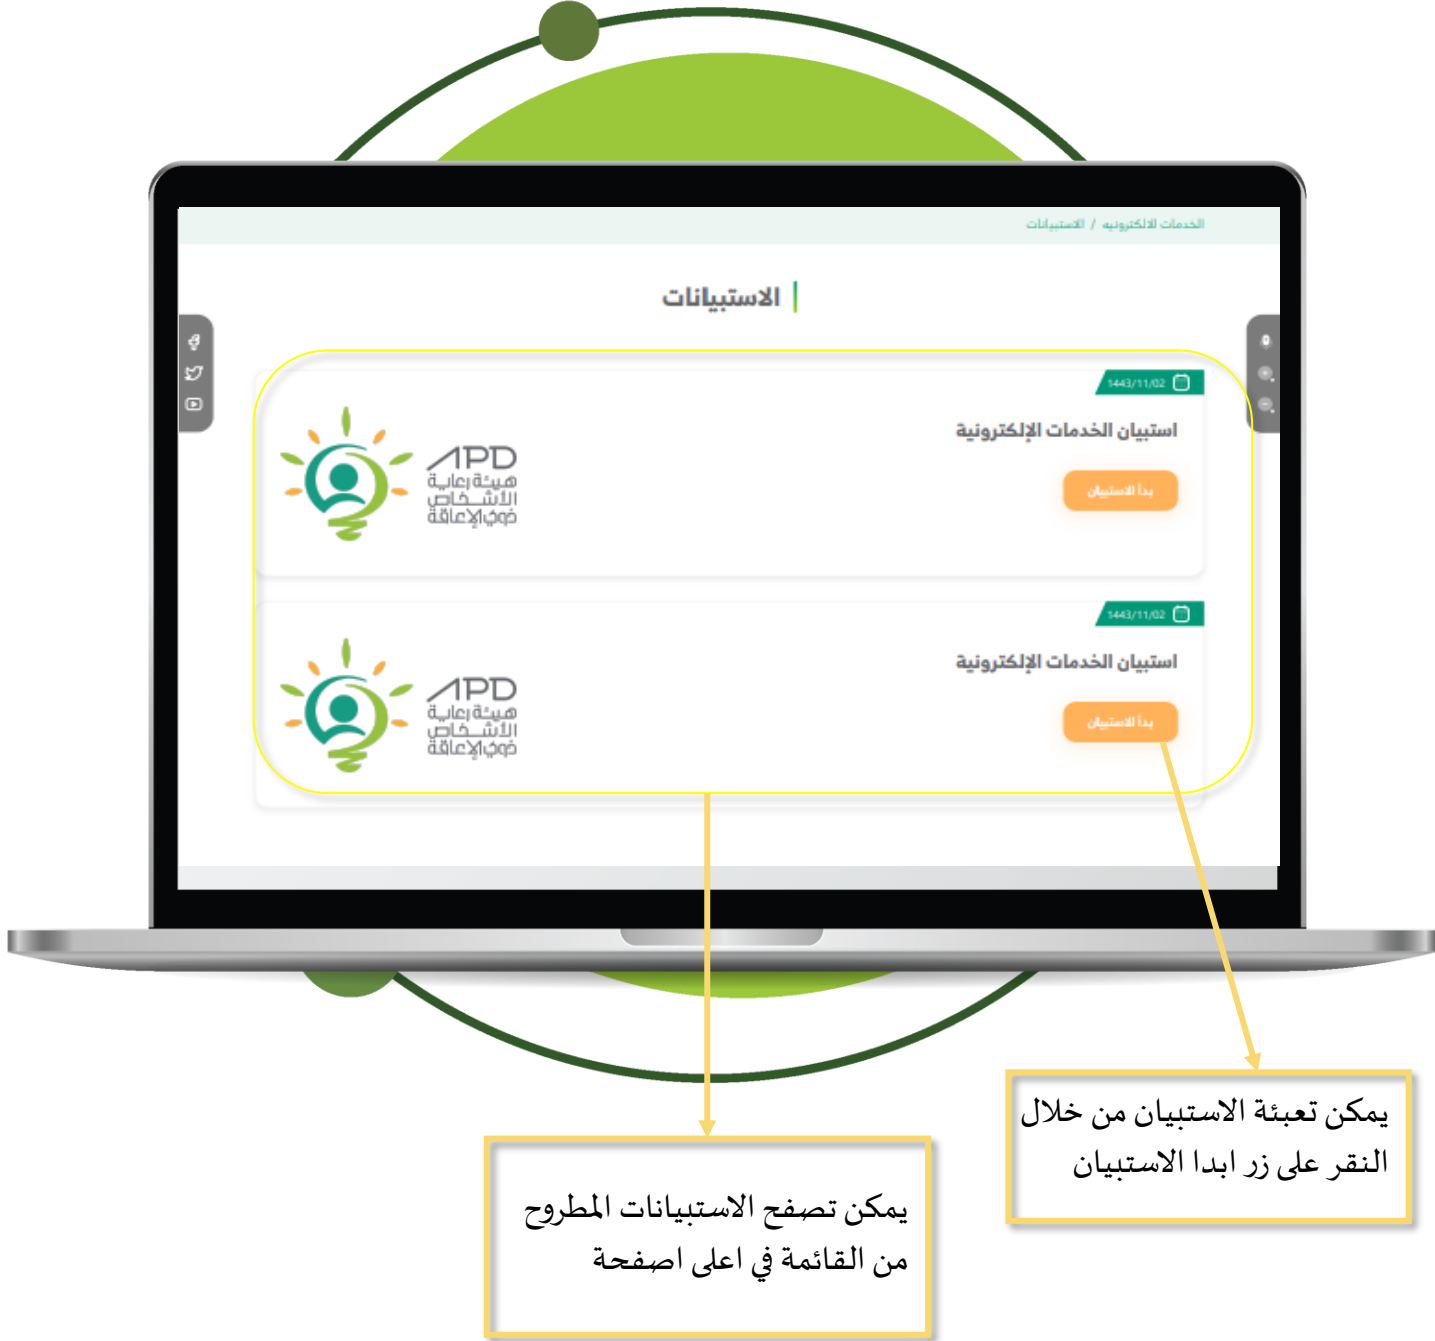 الخدمات الالكترونيه / الاستبيانات
الاستبيانات
1443/11/02
استبيان الخدمات الإلكترونية
بدأ الاستبيان
APD
هيئة رعاية
الأشخاص
ذوي الإعاقة
1443/11/02
استبيان الخدمات الإلكترونية
بدأ الاستبيان
APD
هيئة رعاية
الأشخاص
ذوي الإعاقة
يمكن تعبئة الاستبيان من خلال
النقر على زر ابدا الاستبيان
يمكن تصفح الاستبيانات المطروح
من القائمة في اعلى اصفحة